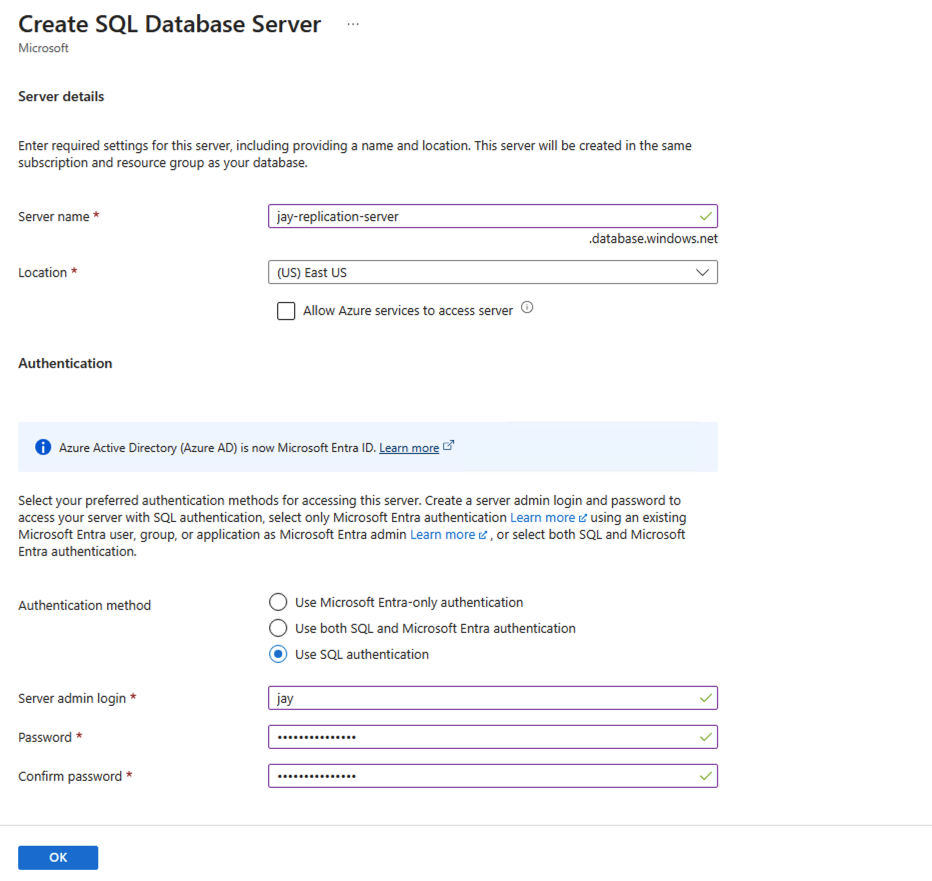 Create SQL Database Server ...
Microsoft
Server details
Enter required settings for this server, including providing a name and location. This server will be created in the same
subscription and resource group as your database.
Server name *
jay-replication-server
.database.windows.net
Location *
(US) East US
Allow Azure services to access server
Authentication
Azure Active Directory (Azure AD) is now Microsoft Entra ID. Learn more
Select your preferred authentication methods for accessing this server. Create a server admin login and password to
access your server with SQL authentication, select only Microsoft Entra authentication Learn more using an existing
Microsoft Entra user, group, or application as Microsoft Entra admin Learn more , or select both SQL and Microsoft
Entra authentication.
Authentication method
Use Microsoft Entra-only authentication
Use both SQL and Microsoft Entra authentication
Use SQL authentication
Server admin login *
jay
Password *
•••••••••••••••
Confirm password *
•••••••••••••••
OK